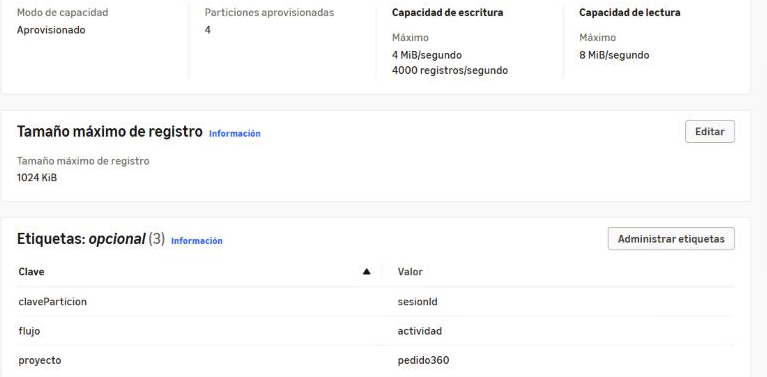 Modo de capacidad
Aprovisionado
Particiones aprovisionadas
4
Capacidad de escritura
Máximo
4 MiB/segundo
4000 registros/segundo
Capacidad de lectura
Máximo
8 MiB/segundo
Tamaño máximo de registro Información
Editar
Tamaño máximo de registro
1024 KiB
Etiquetas: opcional (3) Información
Administrar etiquetas
Clave Valor
claveParticion sesionId
flujo actividad
proyecto pedido360